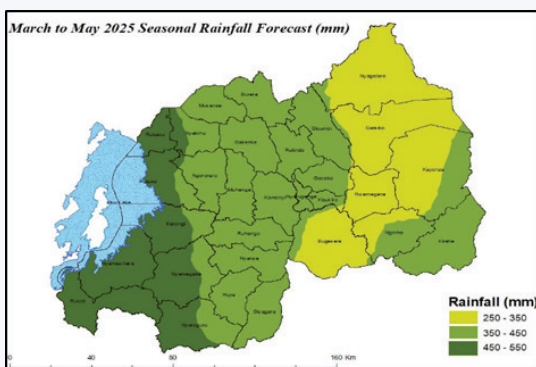 March to May 2025 Seasonal Rainfall Forecast (mm)
Nyagatare
Burera
Musanze
Gatsibo
Gicumbi
Rubavu
Nyabihu
Gakenke
Rulindo
Kayonza
Ngororero
Gasabo
Muhanga
Rwamagana
Kamonyi
Kicukiro
Karongi
Ruhango
Bugesera
Ngoma
Kirehe
Nyanza
Nyamasheke
Nyamagabe
Huye
Rusizi
Gisagara
Nyaruguru
Rainfall (mm)
250 - 350
350 - 450
450 - 550
0 40 80 160 Km